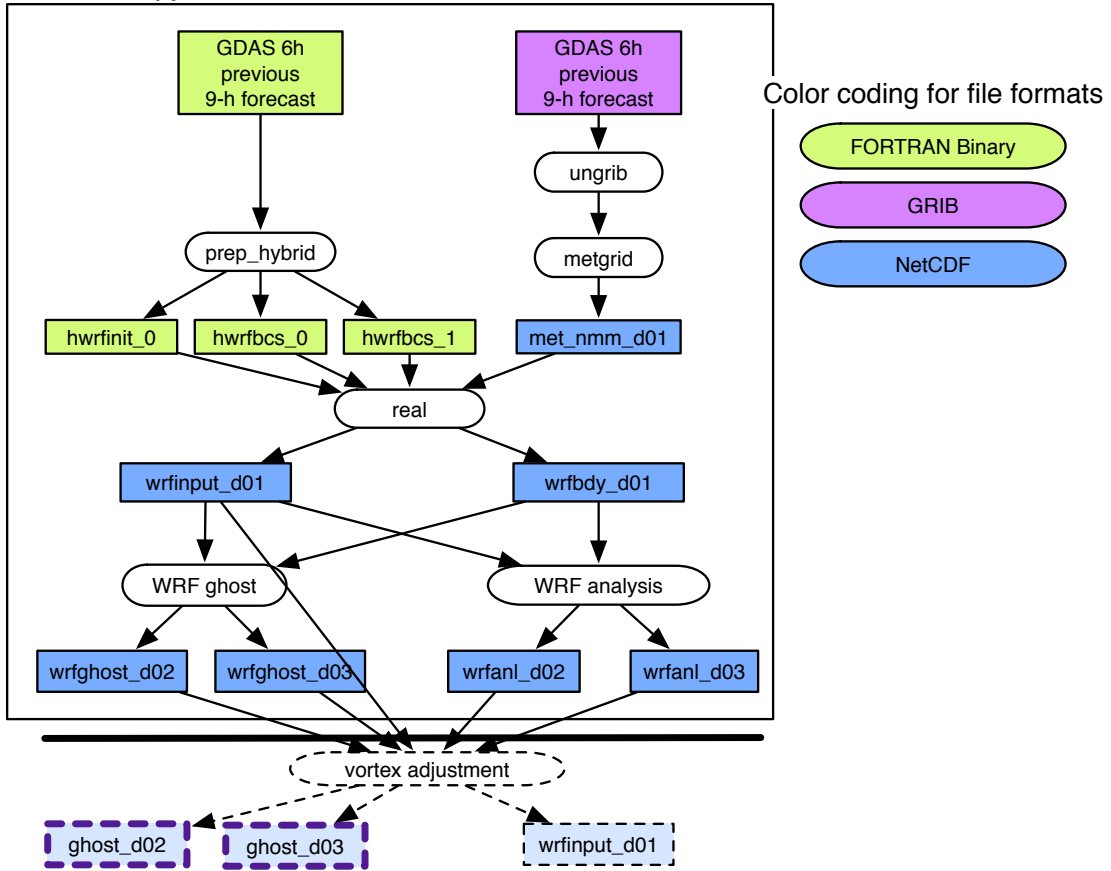 GDAS 6h
previous
9-h forecast
GDAS 6h
previous
9-h forecast
Color coding for file formats
FORTRAN Binary
ungrib
GRIB
prep_hybrid
metgrid
NetCDF
hwrfinit_0
hwrfbcs_0
hwrfbcs_1
met_nmm_d01
real
wrfinput_d01
wrfbdy_d01
WRF ghost
WRF analysis
wrfghost_d02
wrfghost_d03
wrfanl_d02
wrfanl_d03
vortex adjustment
ghost_d02
ghost_d03
wrfinput_d01